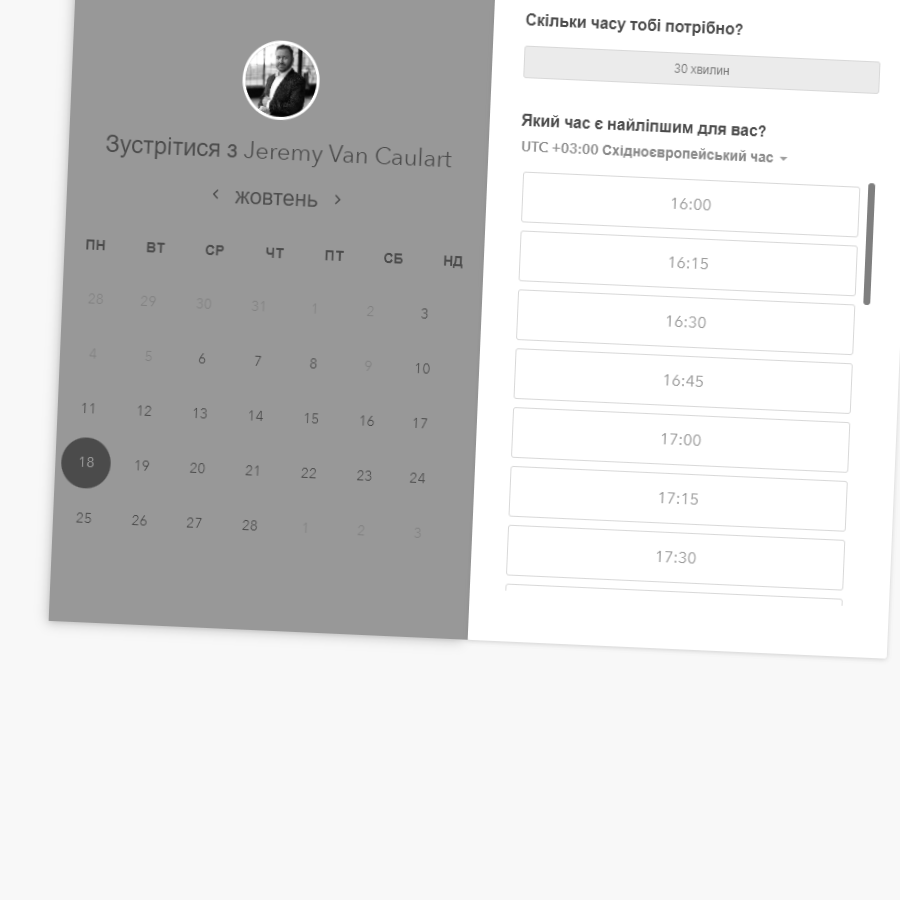 Зустрітися з Jeremy Van Caulart
‹ жовтень ›
ПН ВТ СР ЧТ ПТ СБ НД
28 29 30 31 1 2 3
4 5 6 7 8 9 10
11 12 13 14 15 16 17
18 19 20 21 22 23 24
25 26 27 28 1 2 3
Скільки часу тобі потрібно?
30 хвилин
Який час є найліпшим для вас?
UTC +03:00 Східноєвропейський час
16:00
16:15
16:30
16:45
17:00
17:15
17:30